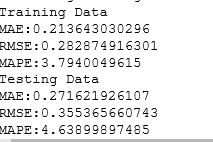 Training Data
MAE:0.213643030296
RMSE:0.282874916301
MAPE:3.7940049615
Testing Data
MAE:0.271621926107
RMSE:0.355365660743
MAPE:4.63899897485